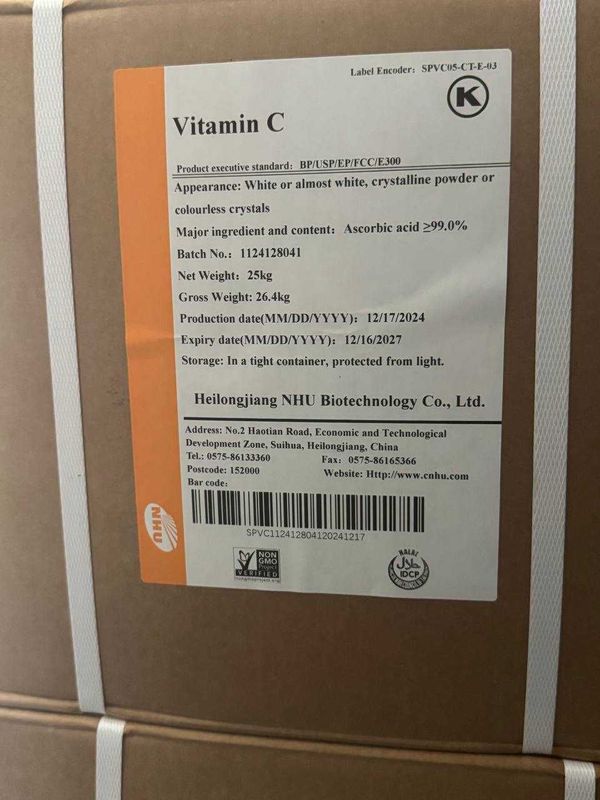 Label Encoder: SPVC05-CT-E-03
K
Vitamin C
Product executive standard: BP/USP/EP/FCC/E300
Appearance: White or almost white, crystalline powder or
colourless crystals
Major ingredient and content: Ascorbic acid ≥99.0%
Batch No.: 1124128041
Net Weight: 25kg
Gross Weight: 26.4kg
Production date(MM/DD/YYYY): 12/17/2024
Expiry date(MM/DD/YYYY): 12/16/2027
Storage: In a tight container, protected from light.
Heilongjiang NHU Biotechnology Co., Ltd.
Address: No.2 Haotian Road, Economic and Technological
Development Zone, Suihua, Heilongjiang, China
Tel.: 0575-86133360 Fax: 0575-86165366
Postcode: 152000 Website: Http://www.cnhu.com
Bar code:
SPVC112412804120241217
NHU
NON
GMO
Project
VERIFIED
nongmoproject.org
HALAL
حلال
IDCP